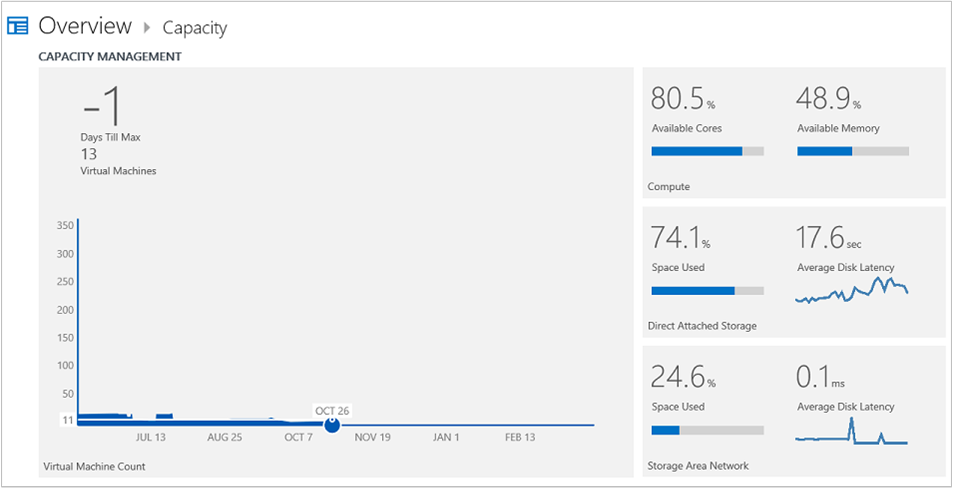 Overview Capacity
CAPACITY MANAGEMENT
-1
Days Till Max
13
Virtual Machines
350
300
250
200
150
100
50
11
OCT 26
0
JUL 13 AUG 25 OCT 7 NOV 19 JAN 1 FEB 13
Virtual Machine Count
80.5% 48.9%
Available Cores Available Memory
Compute
74.1% 17.6sec
Space Used Average Disk Latency
Direct Attached Storage
24.6% 0.1ms
Space Used Average Disk Latency
Storage Area Network